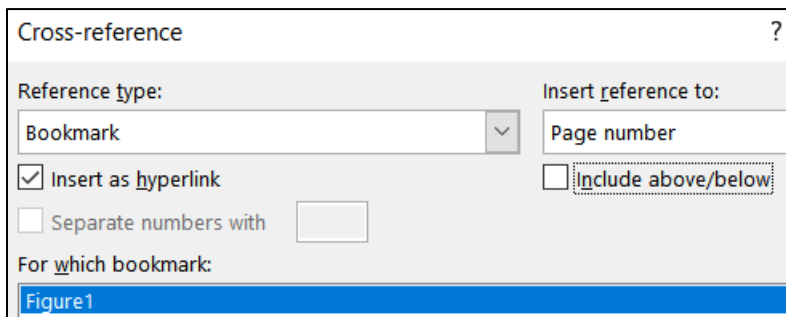 Cross-reference ?
Reference type: Insert reference to:
Bookmark Page number
Insert as hyperlink Include above/below
Separate numbers with
For which bookmark:
Figure1